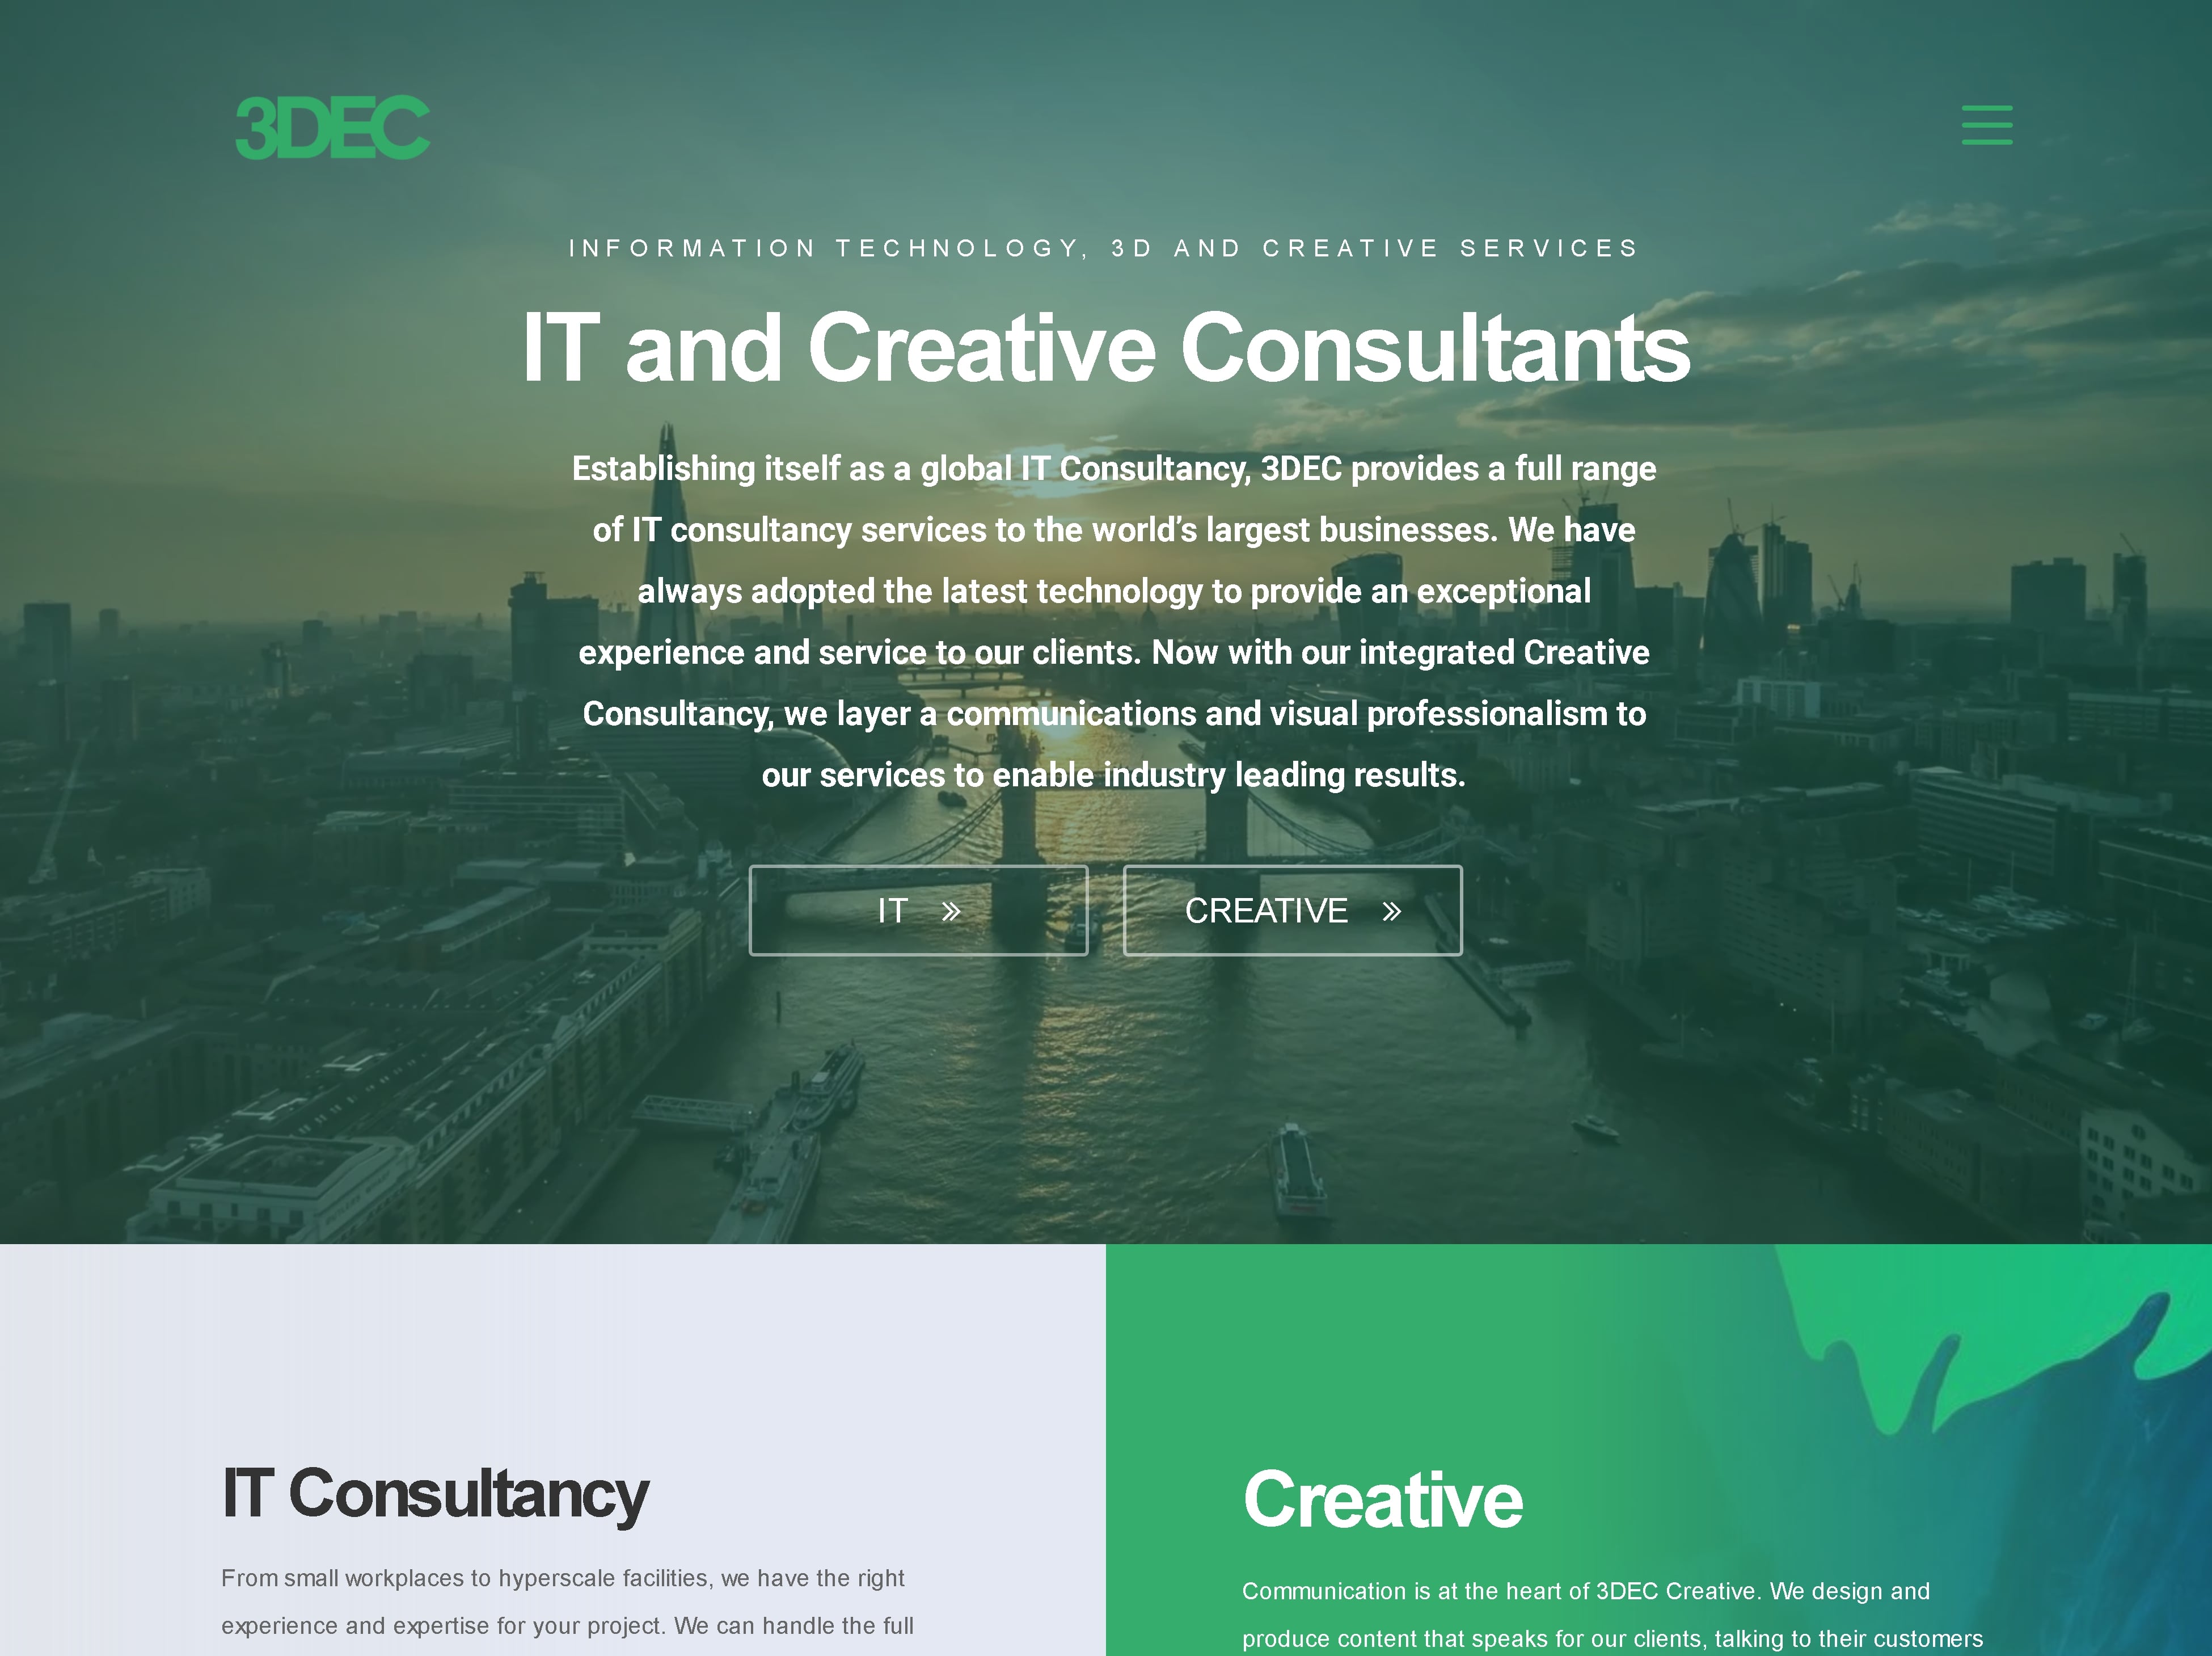 3DEC
INFORMATION TECHNOLOGY, 3D AND CREATIVE SERVICES
IT and Creative Consultants
Establishing itself as a global IT Consultancy, 3DEC provides a full range
of IT consultancy services to the world’s largest businesses. We have
always adopted the latest technology to provide an exceptional
experience and service to our clients. Now with our integrated Creative
Consultancy, we layer a communications and visual professionalism to
our services to enable industry leading results.
IT
CREATIVE
IT Consultancy
From small workplaces to hyperscale facilities, we have the right
experience and expertise for your project. We can handle the full
Creative
Communication is at the heart of 3DEC Creative. We design and
produce content that speaks for our clients, talking to their customers